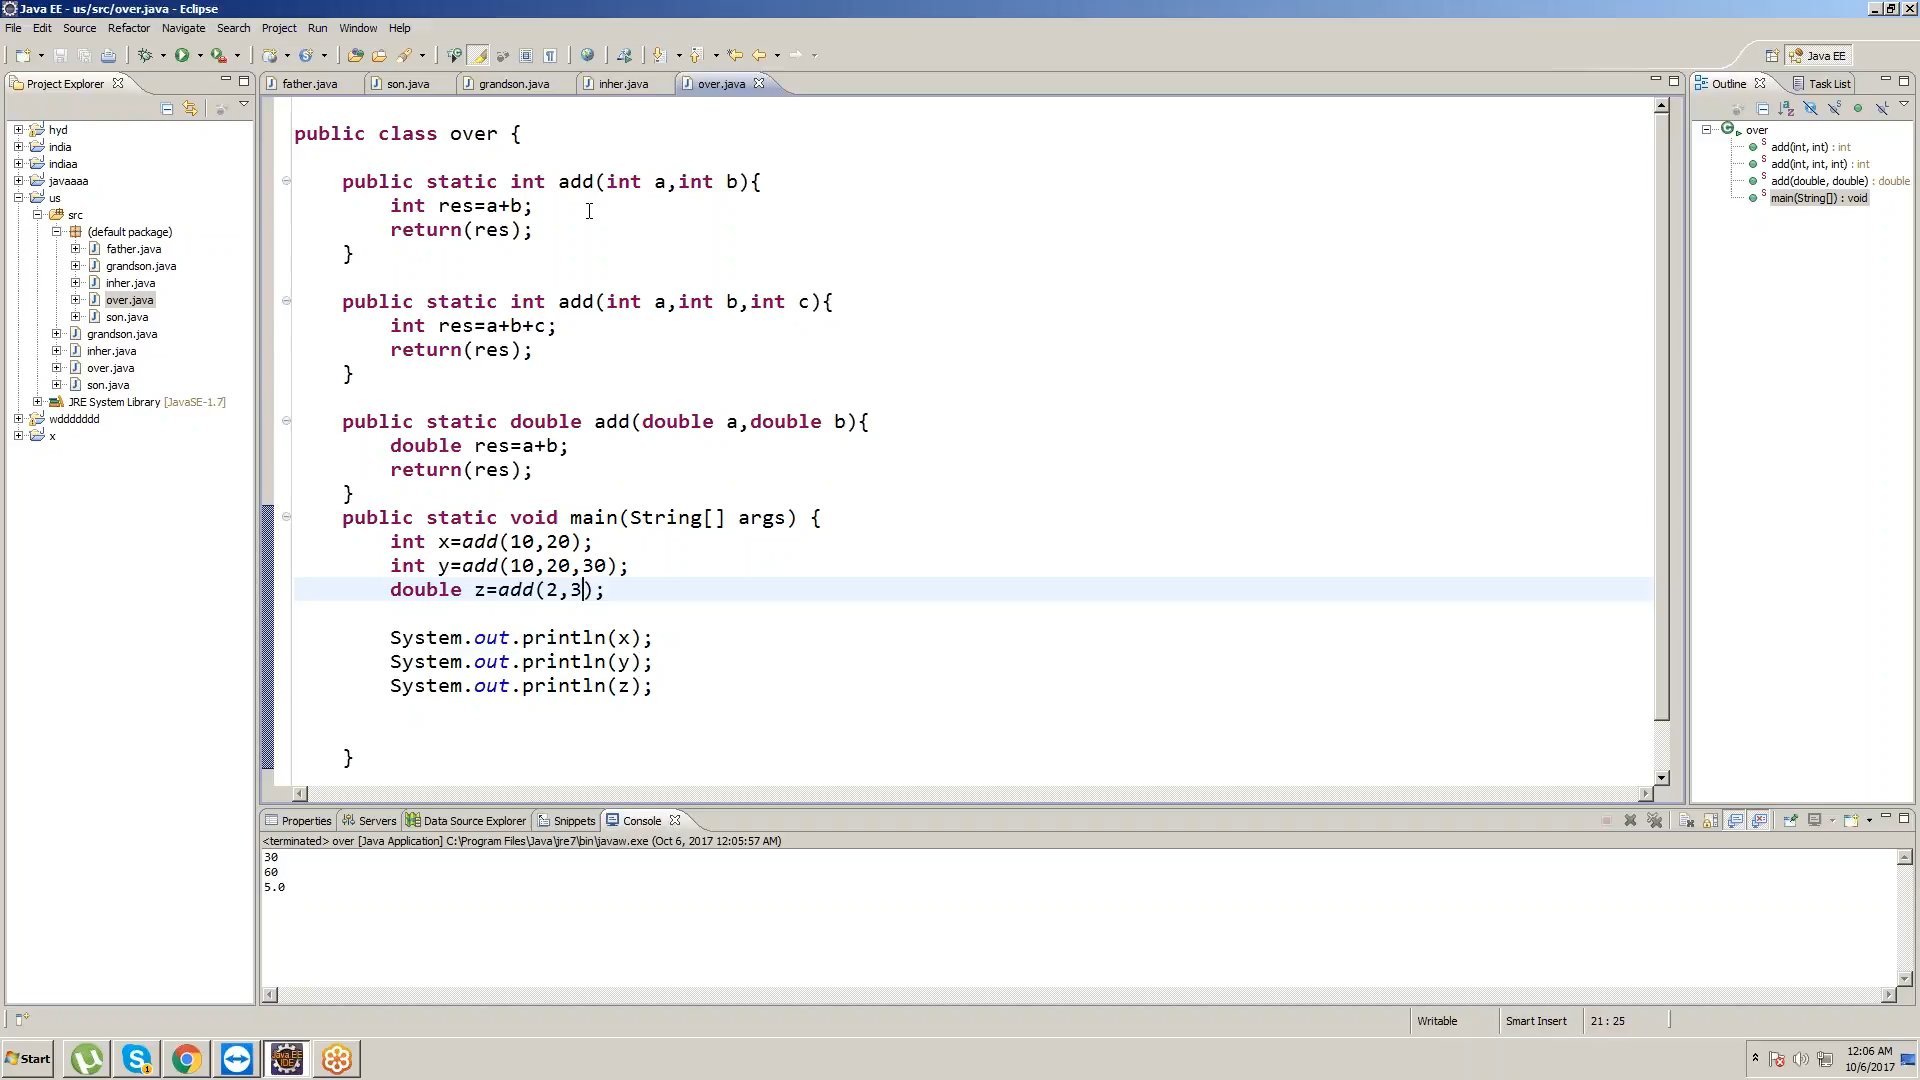 Java EE - us/src/over.java - Eclipse
File Edit Source Refactor Navigate Search Project Run Window Help
Java EE
Project Explorer
father.java son.java grandson.java inher.java over.java
Outline Task List
hyd
india
indiaa
javaaaa
us
src
(default package)
father.java
grandson.java
inher.java
over.java
son.java
grandson.java
inher.java
over.java
son.java
JRE System Library [JavaSE-1.7]
wddddddd
x
public class over {
public static int add(int a,int b){
int res=a+b;
return(res);
}
public static int add(int a,int b,int c){
int res=a+b+c;
return(res);
}
public static double add(double a,double b){
double res=a+b;
return(res);
}
public static void main(String[] args) {
int x=add(10,20);
int y=add(10,20,30);
double z=add(2,3);
System.out.println(x);
System.out.println(y);
System.out.println(z);
}
over
add(int, int) : int
add(int, int, int) : int
add(double, double) : double
main(String[]) : void
Properties Servers Data Source Explorer Snippets Console
<terminated> over [Java Application] C:\Program Files\Java\jre7\bin\javaw.exe (Oct 6, 2017 12:05:57 AM)
30
60
5.0
Writable Smart Insert 21 : 25
Start
Java EE
IDE
12:06 AM
10/6/2017